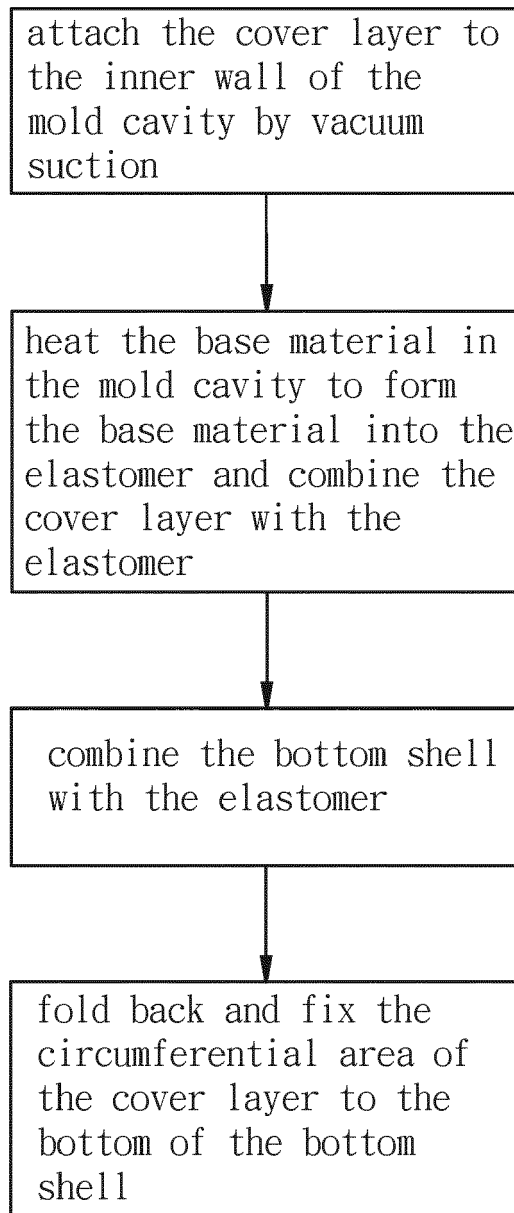 attach the cover layer to
the inner wall of the
mold cavity by vacuum
suction
heat the base material in
the mold cavity to form
the base material into the
elastomer and combine the
cover layer with the
elastomer
combine the bottom shell
with the elastomer
fold back and fix the
circumferential area of
the cover layer to the
bottom of the bottom
shell